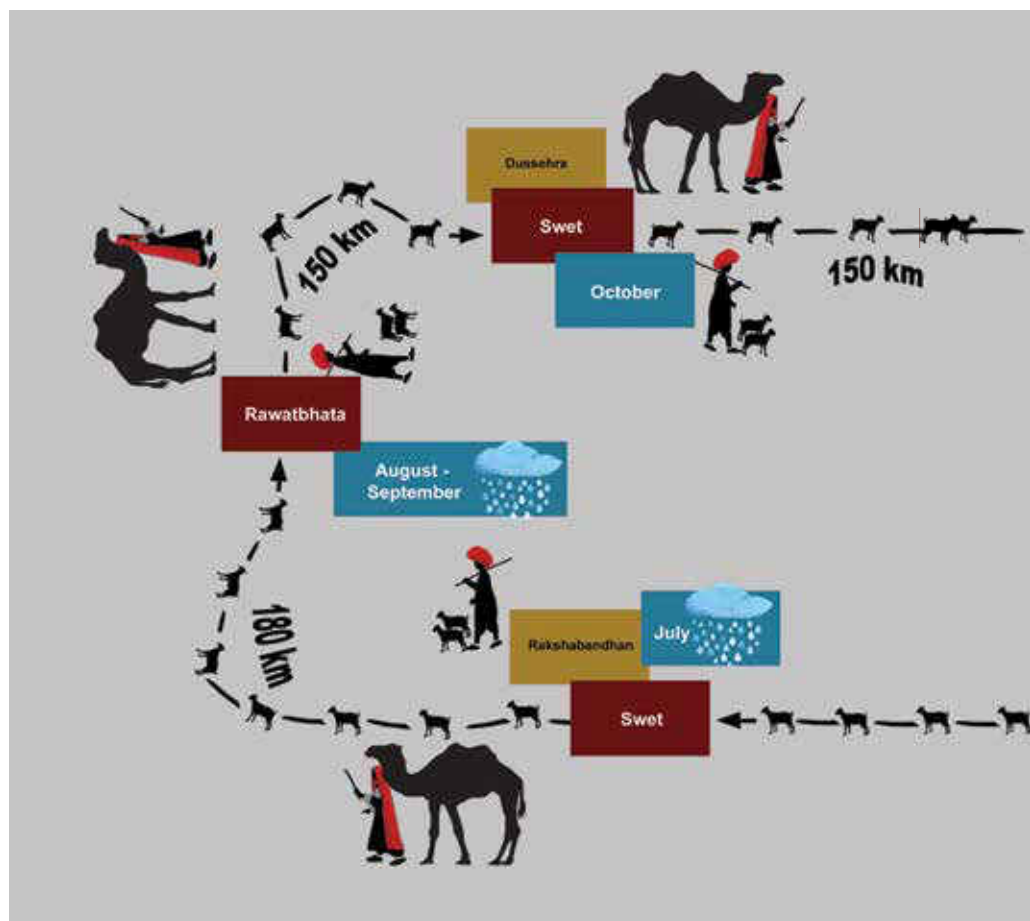 Dussehra
Swet
150 km
October
150 km
Rawatbhata
August -
September
180 km
July
Rakshabandhan
Swet